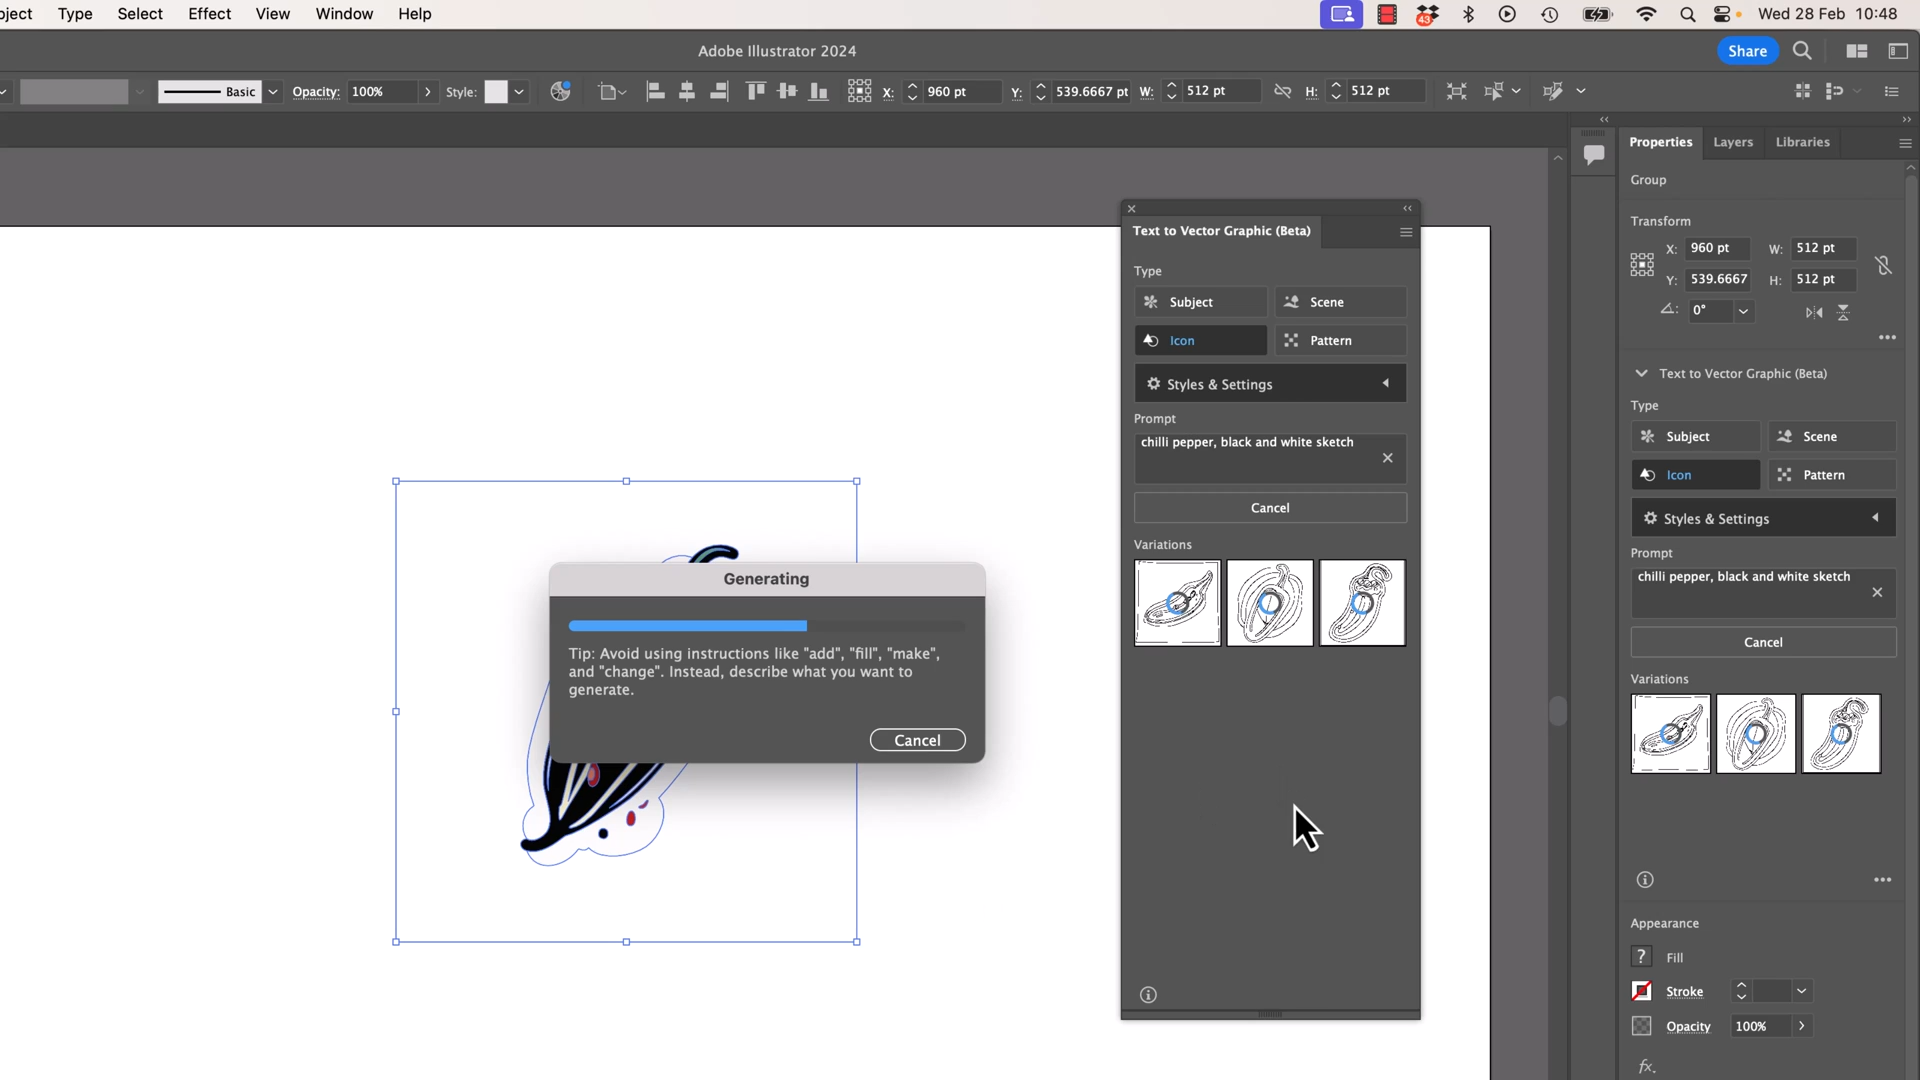 ject Type Select Effect View Window Help 43 Wed 28 Feb 10:48
Adobe Illustrator 2024 Share
Basic Opacity: 100% Style: X: 960 pt Y: 539.6667 pt W: 512 pt H: 512 pt
Text to Vector Graphic (Beta)
Type
Subject Scene
Icon Pattern
Styles & Settings
Prompt
chilli pepper, black and white sketch
Cancel
Variations
Generating
Tip: Avoid using instructions like "add", "fill", "make",
and "change". Instead, describe what you want to
generate.
Cancel
Properties Layers Libraries
Group
Transform
X: 960 pt W: 512 pt
Y: 539.6667 H: 512 pt
0°
Text to Vector Graphic (Beta)
Type
Subject Scene
Icon Pattern
Styles & Settings
Prompt
chilli pepper, black and white sketch
Cancel
Variations
Appearance
? Fill
Stroke
Opacity 100%
fx.